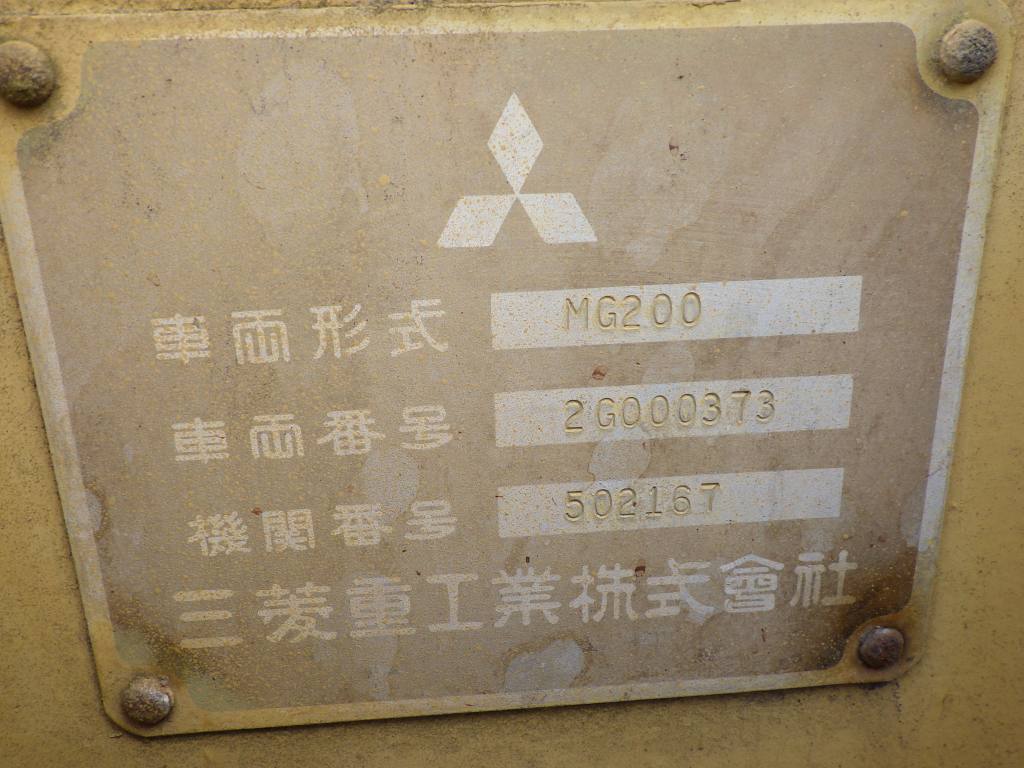 車両形式 MG200
車両番号 2G000373
機関番号 502167
三菱重工業株式會社